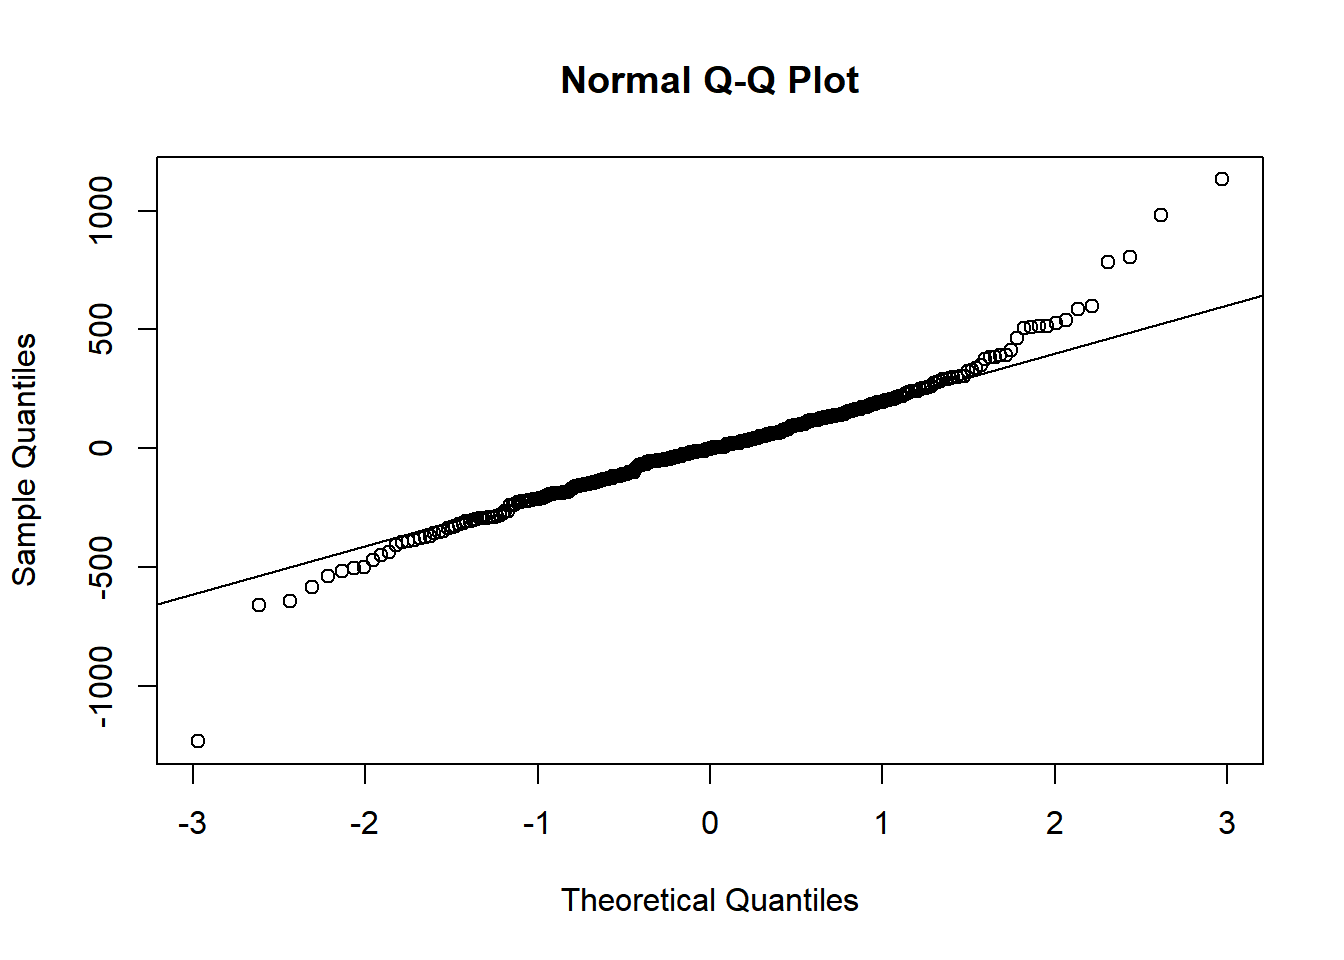 Normal Q-Q Plot
Sample Quantiles
1000
500
0
-500
-1000
-3 -2 -1 0 1 2 3
Theoretical Quantiles